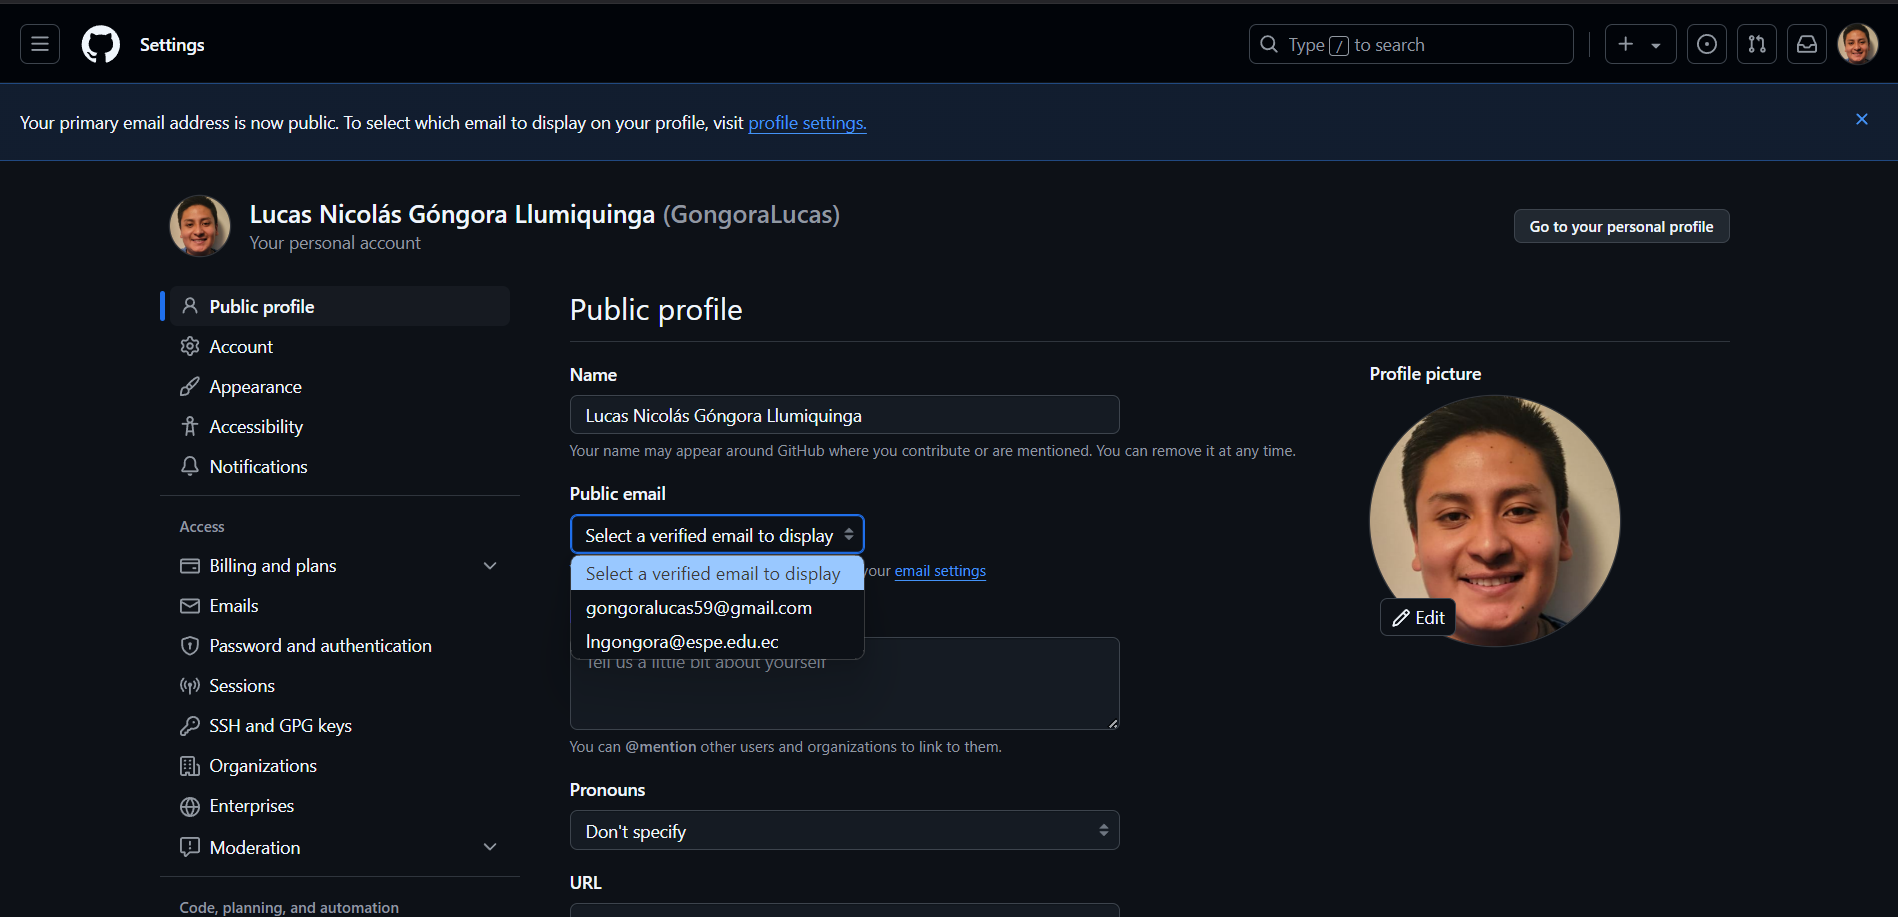 Settings
Type / to search
Your primary email address is now public. To select which email to display on your profile, visit profile settings.
Lucas Nicolás Góngora Llumiquinga (GongoraLucas)
Your personal account
Go to your personal profile
Public profile
Account
Appearance
Accessibility
Notifications
Access
Billing and plans
Emails
Password and authentication
Sessions
SSH and GPG keys
Organizations
Enterprises
Moderation
Code, planning, and automation
Public profile
Name
Lucas Nicolás Góngora Llumiquinga
Your name may appear around GitHub where you contribute or are mentioned. You can remove it at any time.
Public email
Select a verified email to display
Select a verified email to display
your email settings
gongoralucas59@gmail.com
lngongora@espe.edu.ec
Tell us a little bit about yourself
You can @mention other users and organizations to link to them.
Pronouns
Don't specify
URL
Profile picture
Edit